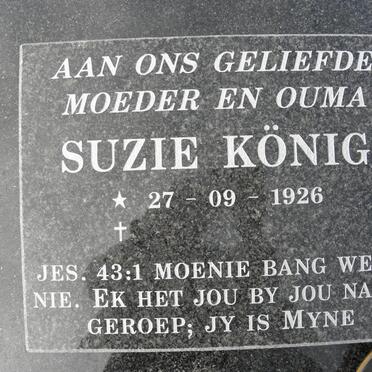 AAN ONS GELIEFDE
MOEDER EN OUMA
SUZIE KÖNIG
★ 27 - 09 - 1926
†
JES. 43:1 MOENIE BANG WE
NIE. EK HET JOU BY JOU NA
GEROEP; JY IS MYNE